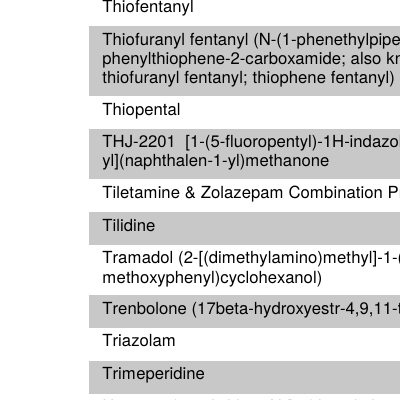 Thiofentanyl
Thiofuranyl fentanyl (N-(1-phenethylpipe
phenylthiophene-2-carboxamide; also kn
thiofuranyl fentanyl; thiophene fentanyl)
Thiopental
THJ-2201 [1-(5-fluoropentyl)-1H-indazo
yl](naphthalen-1-yl)methanone
Tiletamine & Zolazepam Combination P
Tilidine
Tramadol (2-[(dimethylamino)methyl]-1-(
methoxyphenyl)cyclohexanol)
Trenbolone (17beta-hydroxyestr-4,9,11-t
Triazolam
Trimeperidine